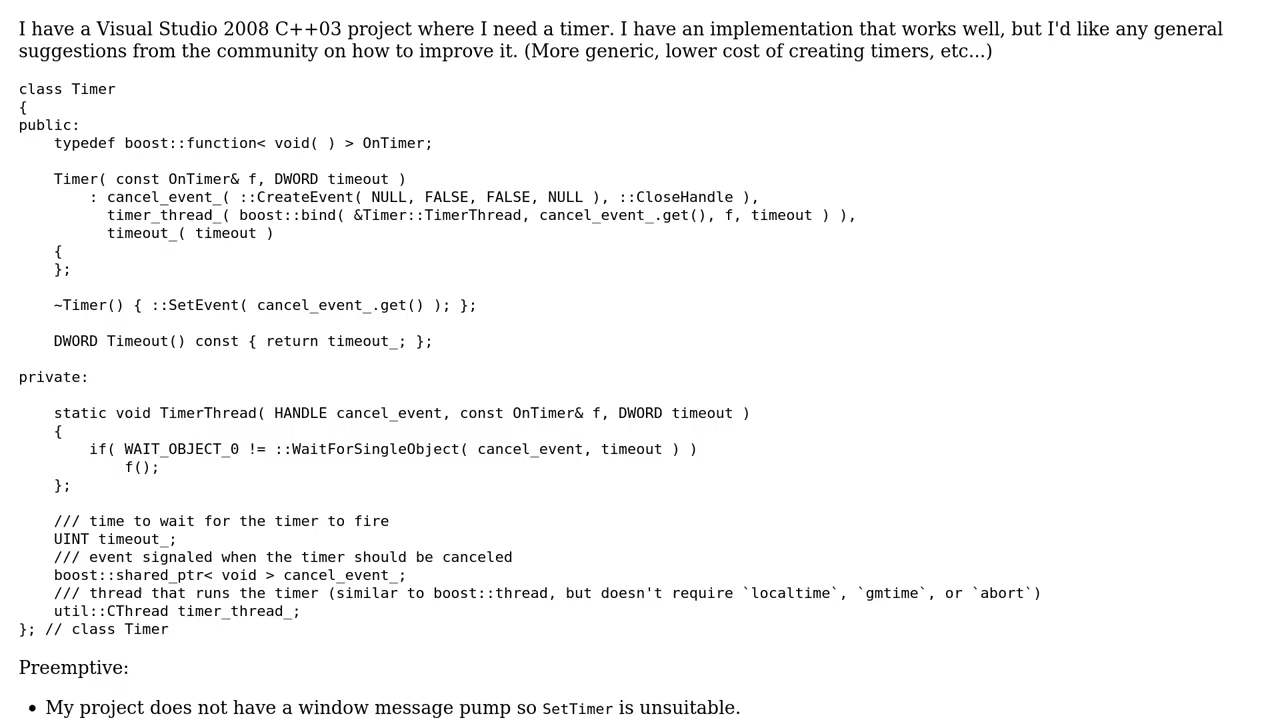 I have a Visual Studio 2008 C++03 project where I need a timer. I have an implementation that works well, but I'd like any general
suggestions from the community on how to improve it. (More generic, lower cost of creating timers, etc...)
class Timer
{
public:
    typedef boost::function< void( ) > OnTimer;
    Timer( const OnTimer& f, DWORD timeout )
        : cancel_event_( ::CreateEvent( NULL, FALSE, FALSE, NULL ), ::CloseHandle ),
          timer_thread_( boost::bind( &Timer::TimerThread, cancel_event_.get(), f, timeout ) ),
          timeout_( timeout )
    {
    };
    ~Timer() { ::SetEvent( cancel_event_.get() ); };
    DWORD Timeout() const { return timeout_; };
private:
    static void TimerThread( HANDLE cancel_event, const OnTimer& f, DWORD timeout )
    {
        if( WAIT_OBJECT_0 != ::WaitForSingleObject( cancel_event, timeout ) )
            f();
    };
    /// time to wait for the timer to fire
    UINT timeout_;
    /// event signaled when the timer should be canceled
    boost::shared_ptr< void > cancel_event_;
    /// thread that runs the timer (similar to boost::thread, but doesn't require `localtime`, `gmtime`, or `abort`)
    util::CThread timer_thread_;
}; // class Timer
Preemptive:
• My project does not have a window message pump so SetTimer is unsuitable.